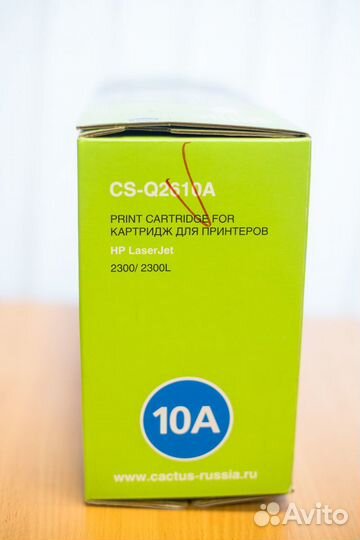 CS-Q2610A
PRINT CARTRIDGE FOR
КАРТРИДЖ ДЛЯ ПРИНТЕРОВ
HP LaserJet
2300/ 2300L
10A
www.cactus-russia.ru
Avito